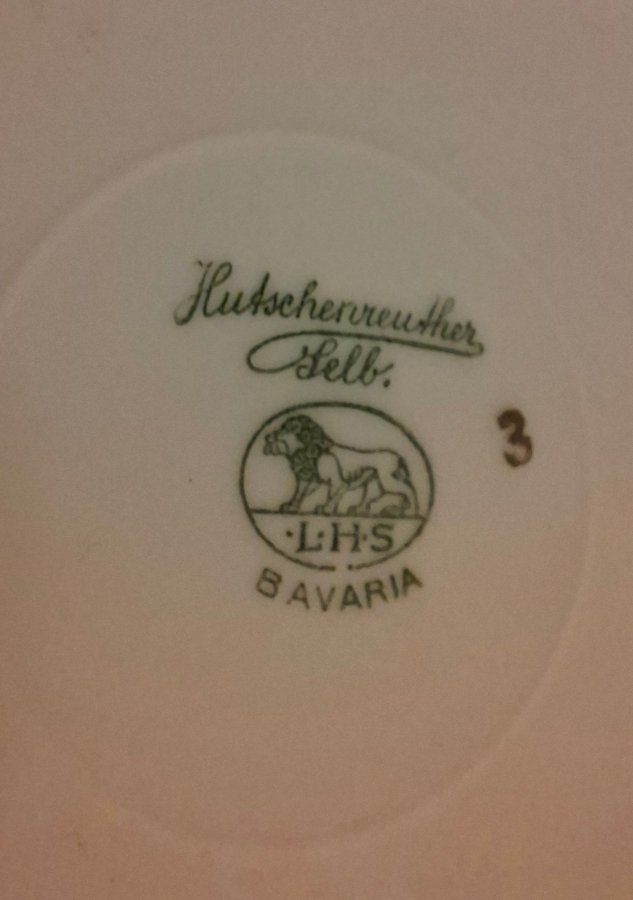 Hutschenreuther
Selb.
3
·L·H·S
BAVARIA